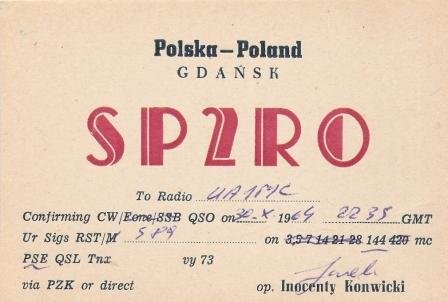 Polska—Poland
GDAŃSK
SP2RO
To Radio UA1MC
Confirming CW/Fone/SSB QSO on 30.X.1964 2235 GMT
Ur Sigs RST/M 589 on 3,5 7 14 21 28 144 420 mc
PSE QSL Tnx vy 73
via PZK or direct op. Inocenty Konwicki